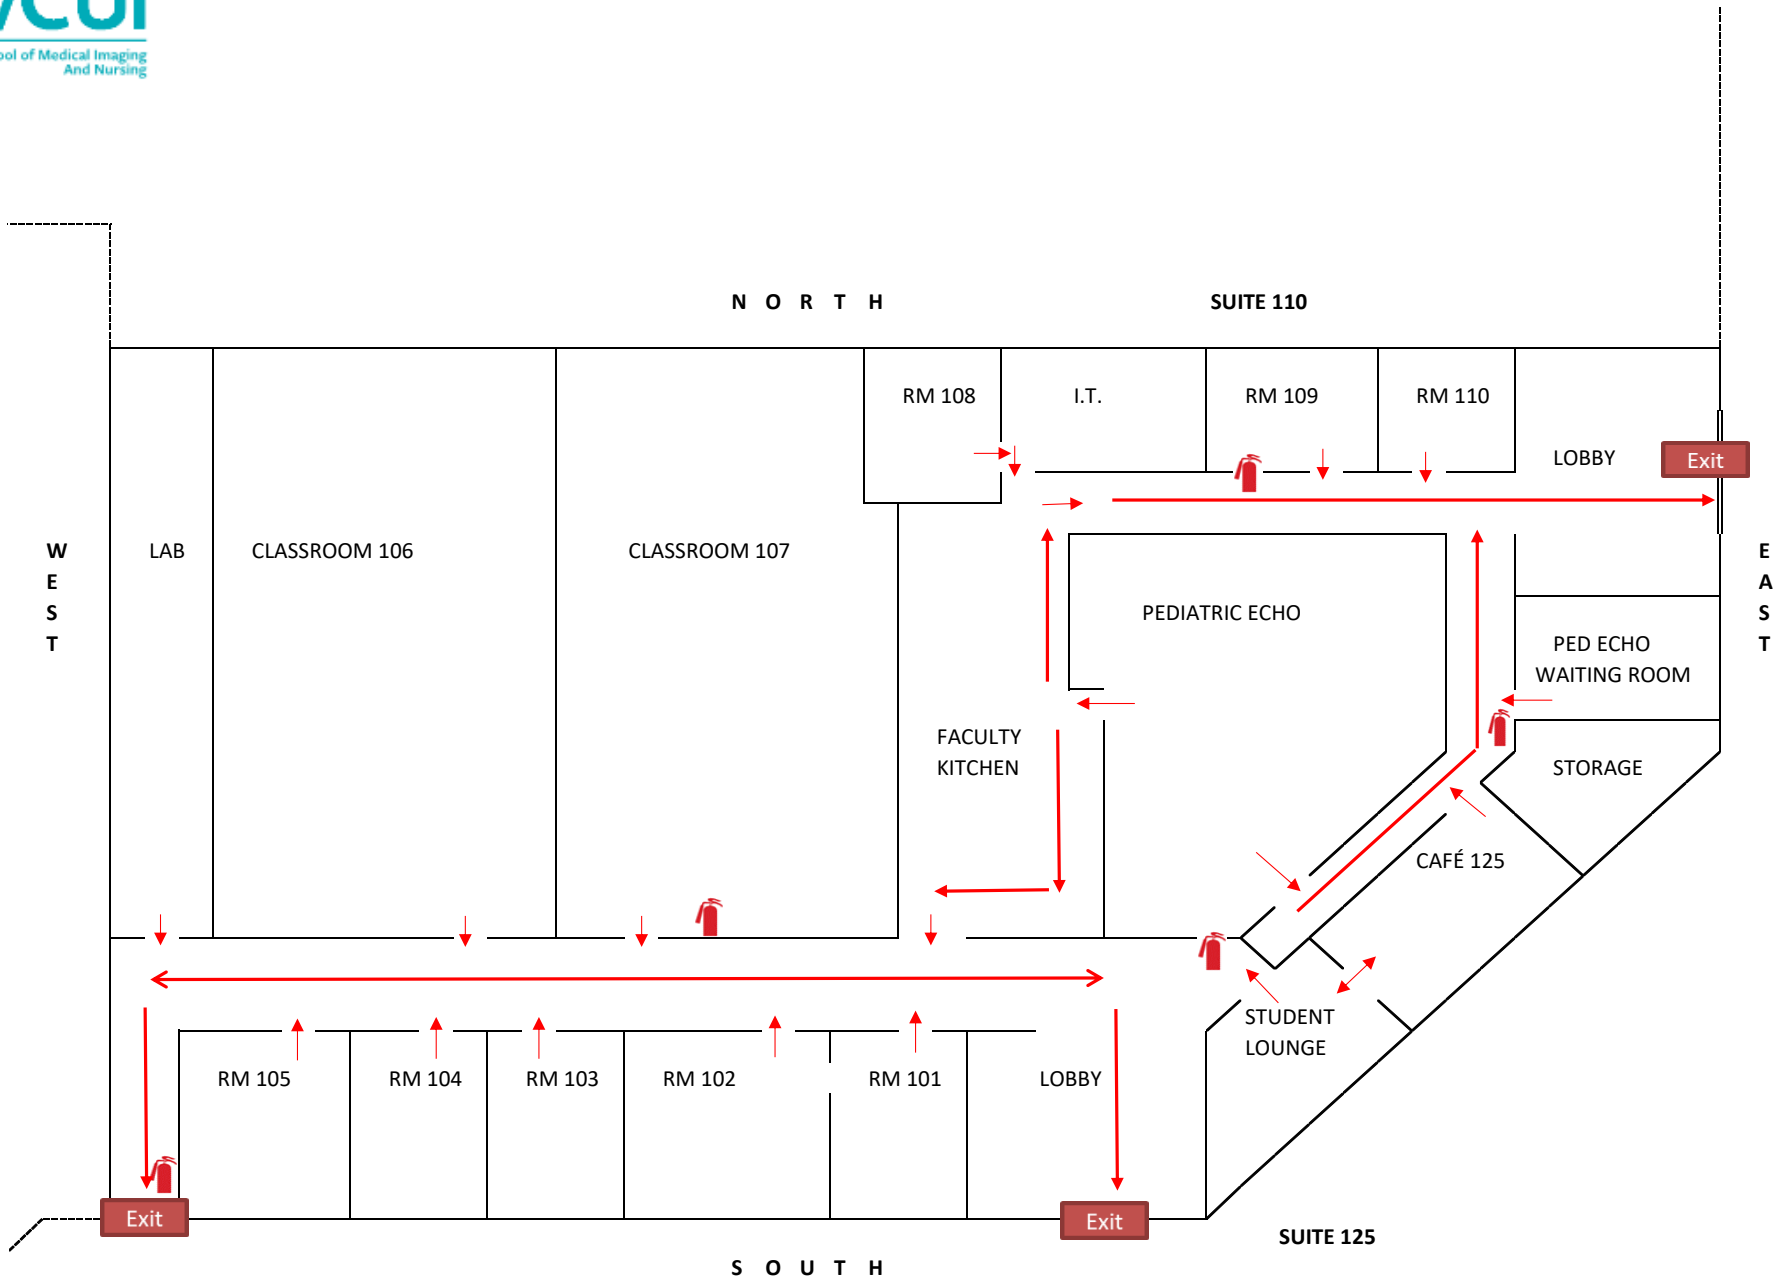 And Nursing
of Medical Imaging
N O R T H
SUITE 110
RM 108
I.T.
RM 109
RM 110
LOBBY
Exit
W
E
S
T
LAB
CLASSROOM 106
CLASSROOM 107
E
A
S
T
PEDIATRIC ECHO
PED ECHO
WAITING ROOM
FACULTY
KITCHEN
STORAGE
CAFÉ 125
STUDENT
LOUNGE
RM 105
RM 104
RM 103
RM 102
RM 101
LOBBY
Exit
Exit
SUITE 125
S O U T H